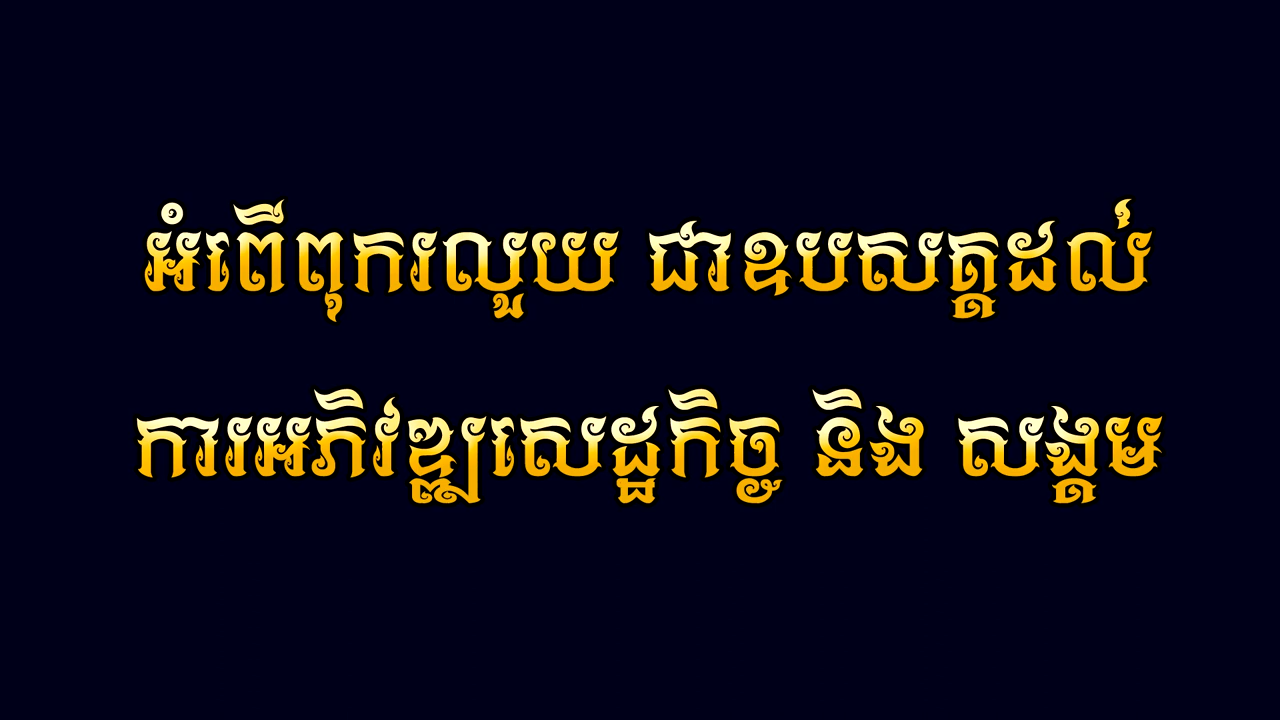 អំពើពុករលួយ ជាឧបសគ្គដល់
ការអភិវឌ្ឍសេដ្ឋកិច្ច និង សង្គម